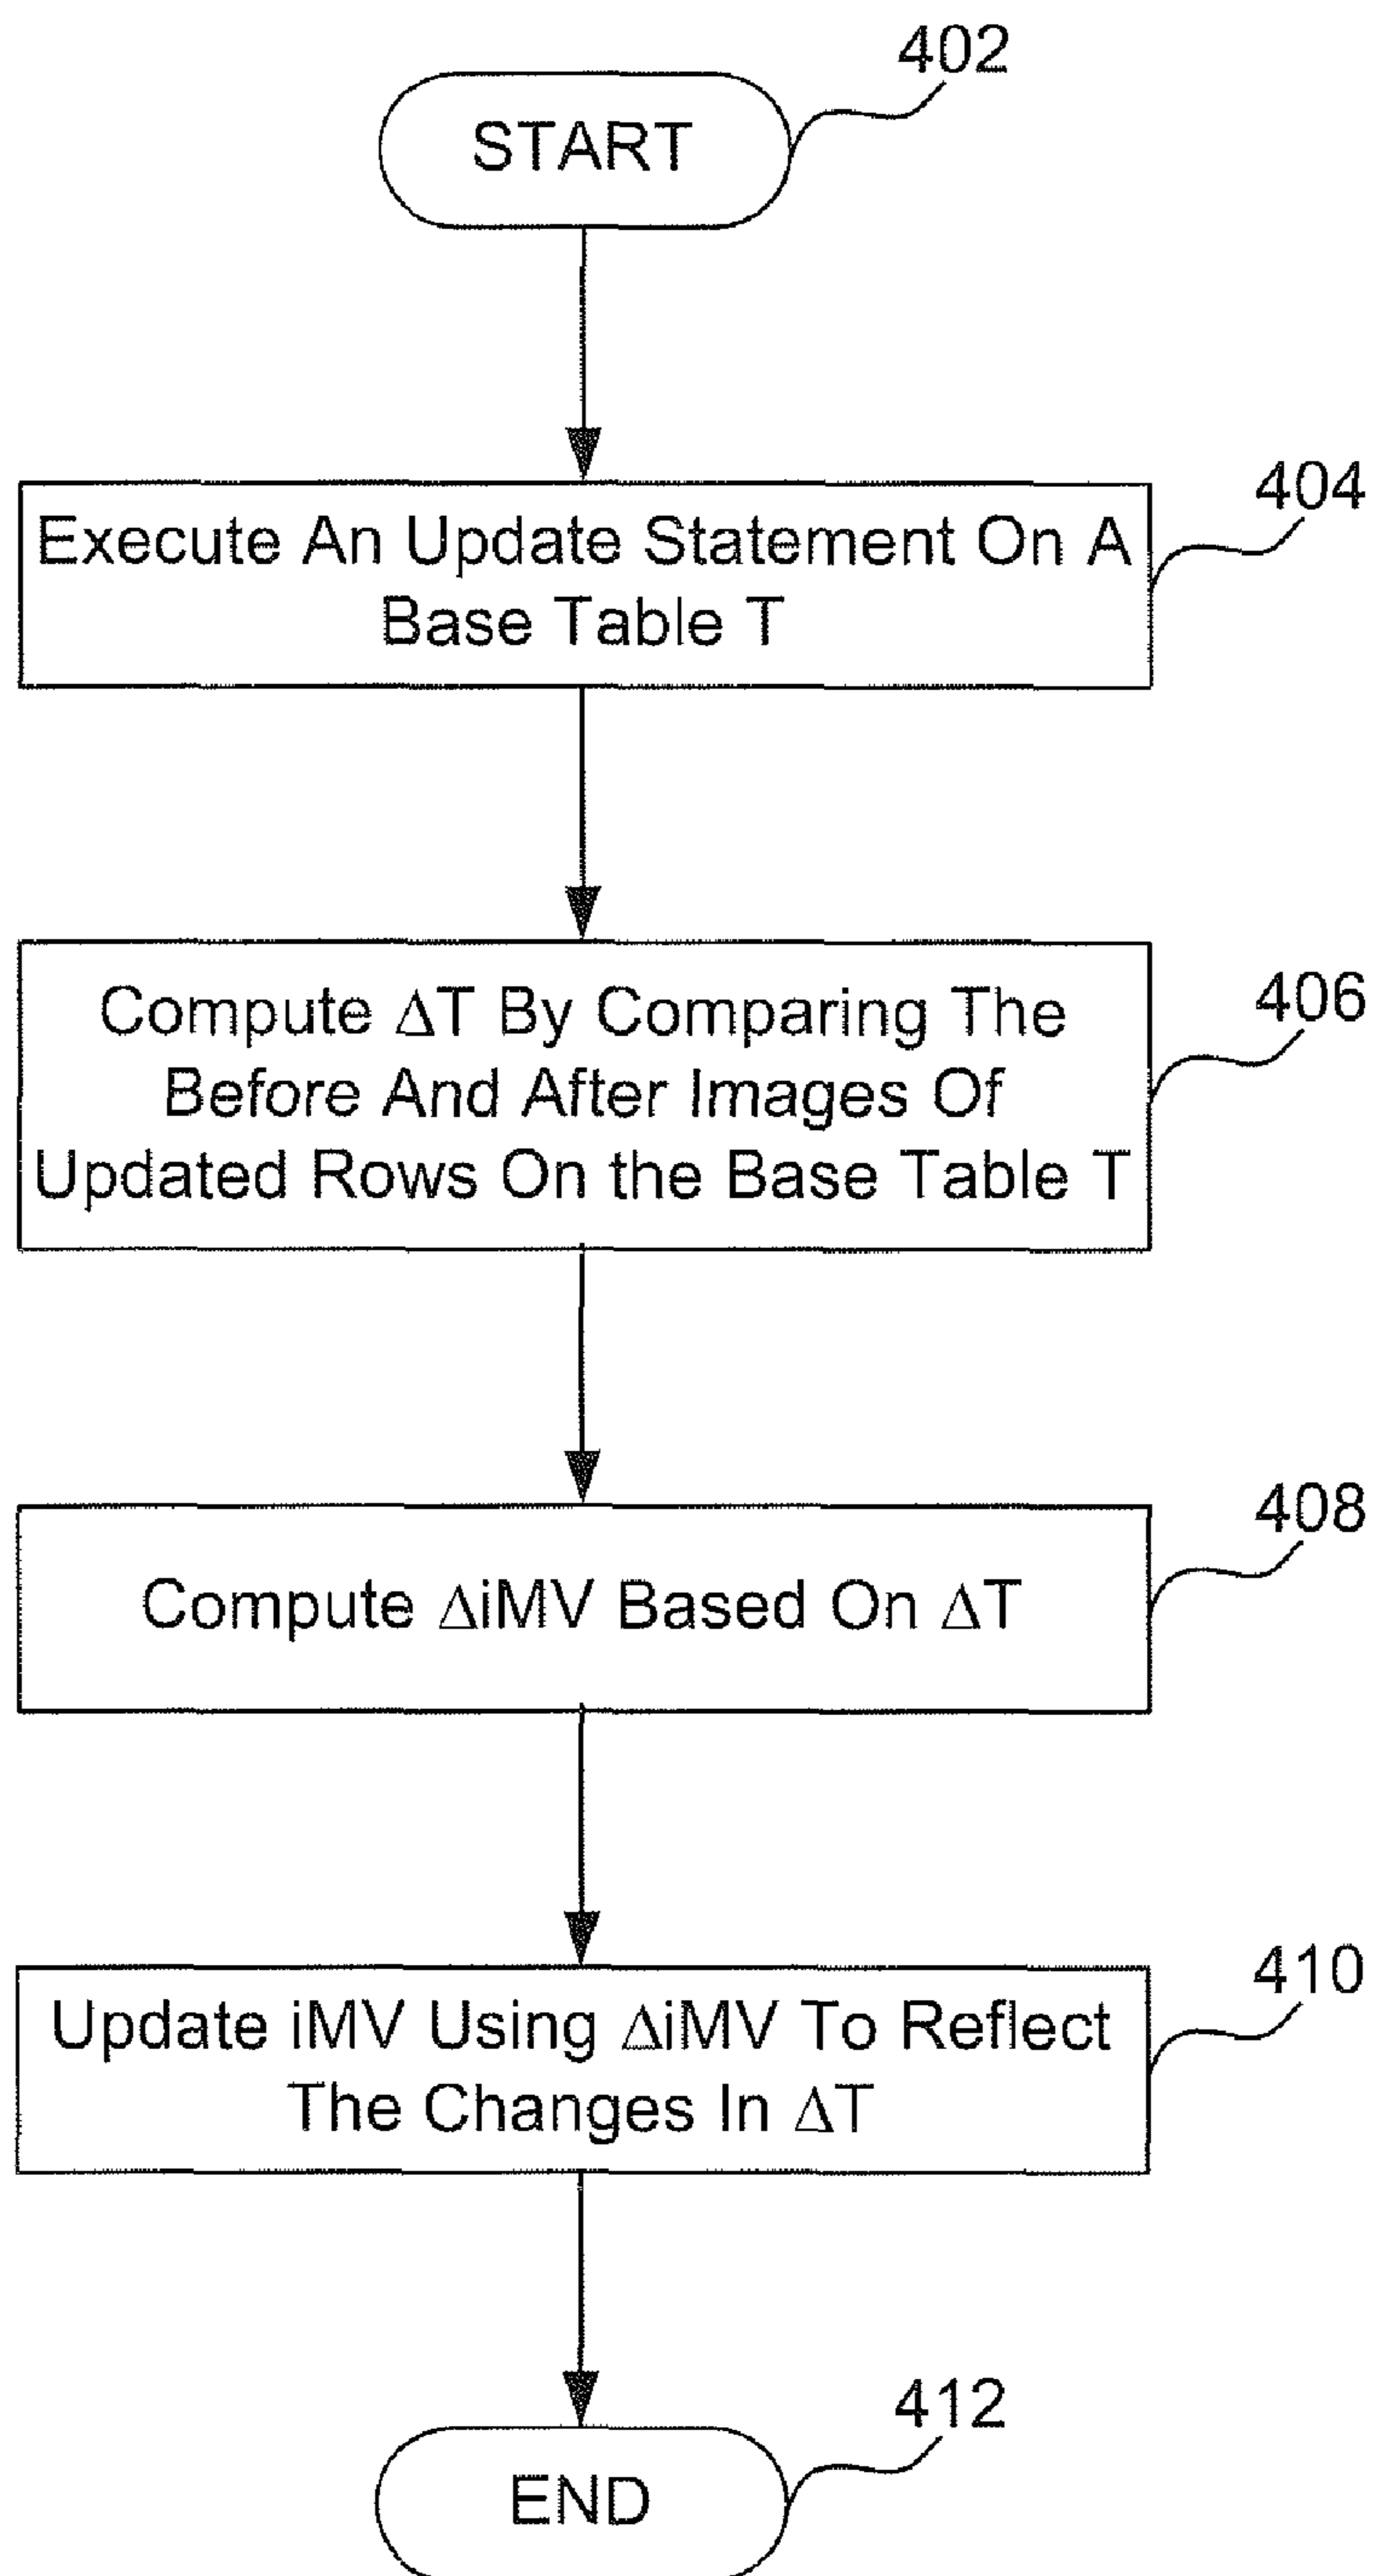 402
START
404
Execute An Update Statement On A
Base Table T
406
Compute ΔT By Comparing The
Before And After Images Of
Updated Rows On the Base Table T
408
Compute ΔiMV Based On ΔT
410
Update iMV Using ΔiMV To Reflect
The Changes In ΔT
412
END